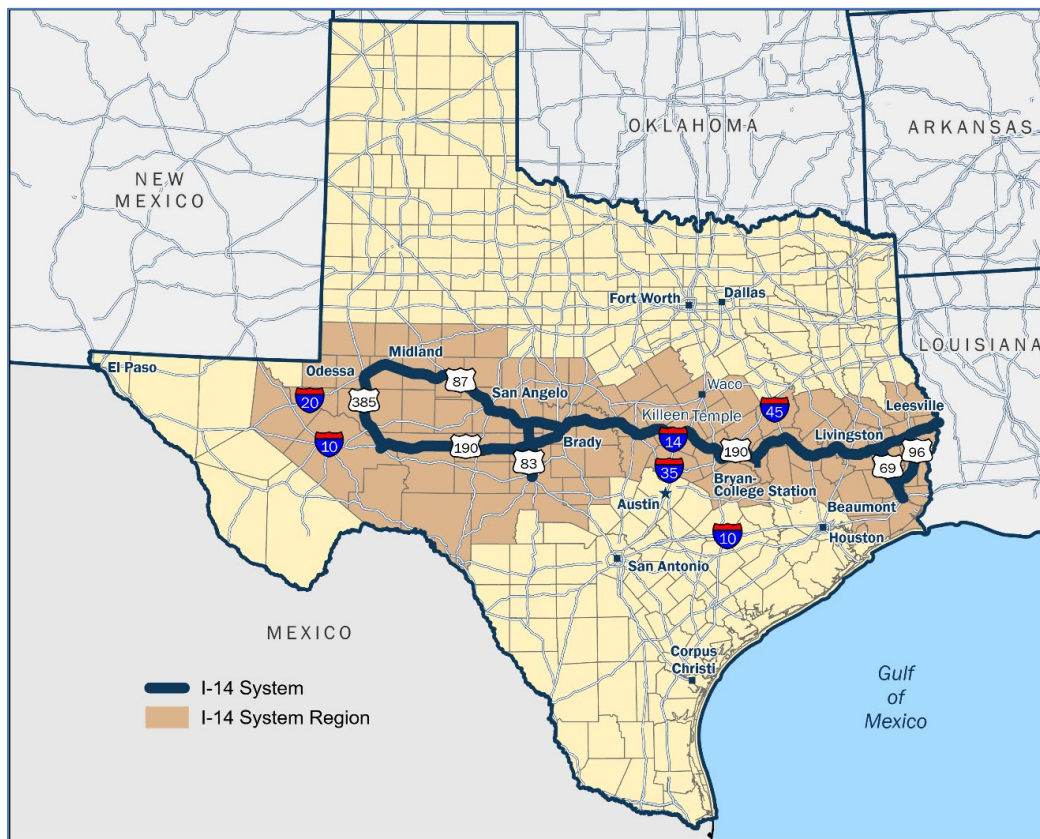 OKLAHOMA
ARKANSAS
NEW
MEXICO
Fort Worth
Dallas
LOUISIANA
El Paso
Odessa
Midland
87
San Angelo
Waco
20
385
45
Leesville
Killeen Temple
Livingston
14
10
190
Brady
190
96
83
35
69
Bryan-
College Station
Austin
Beaumont
10
Houston
San Antonio
MEXICO
Corpus
Christi
Gulf
of
Mexico
I-14 System
I-14 System Region